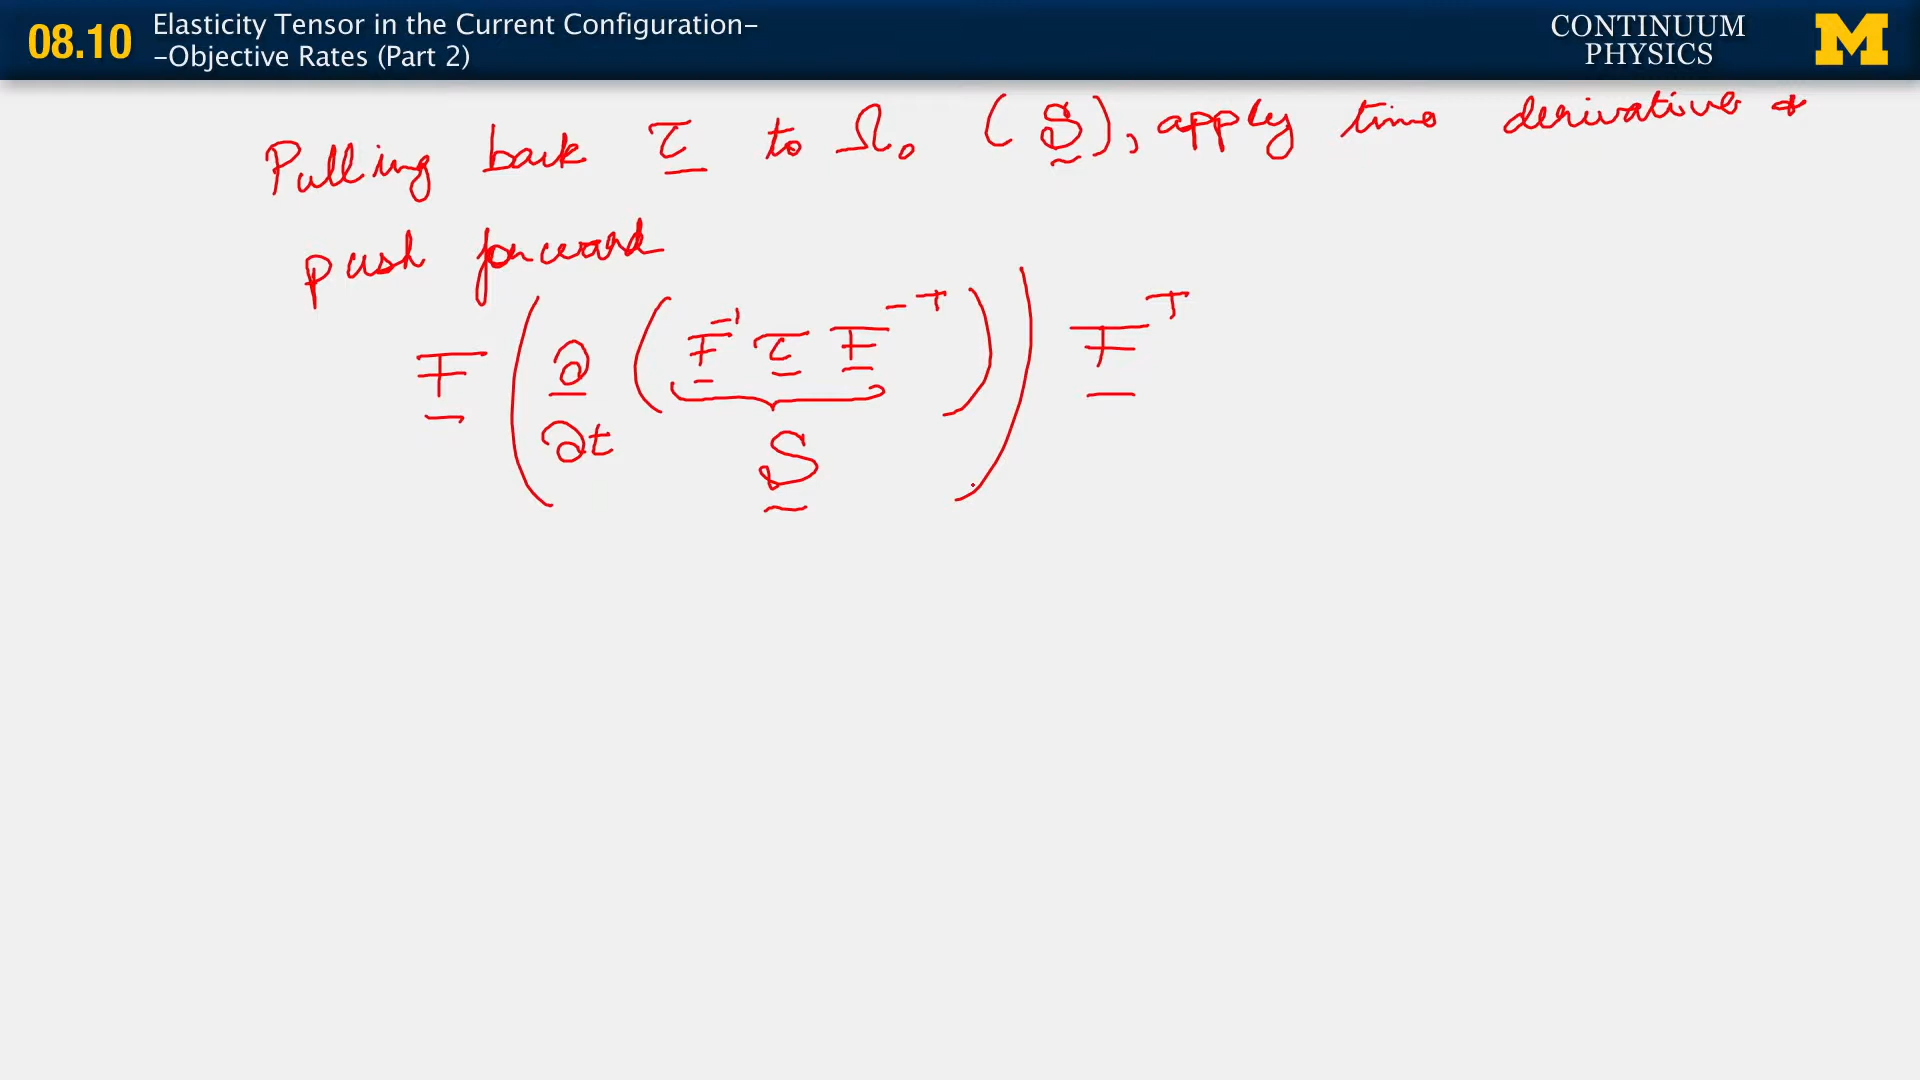 08.10 Elasticity Tensor in the Current Configuration-
-Objective Rates (Part 2)
CONTINUUM
PHYSICS
M
Pulling back τ to Ω₀ (S), apply time derivative &
push forward
F (∂/∂t (F⁻¹ τ F⁻ᵀ)) Fᵀ
S